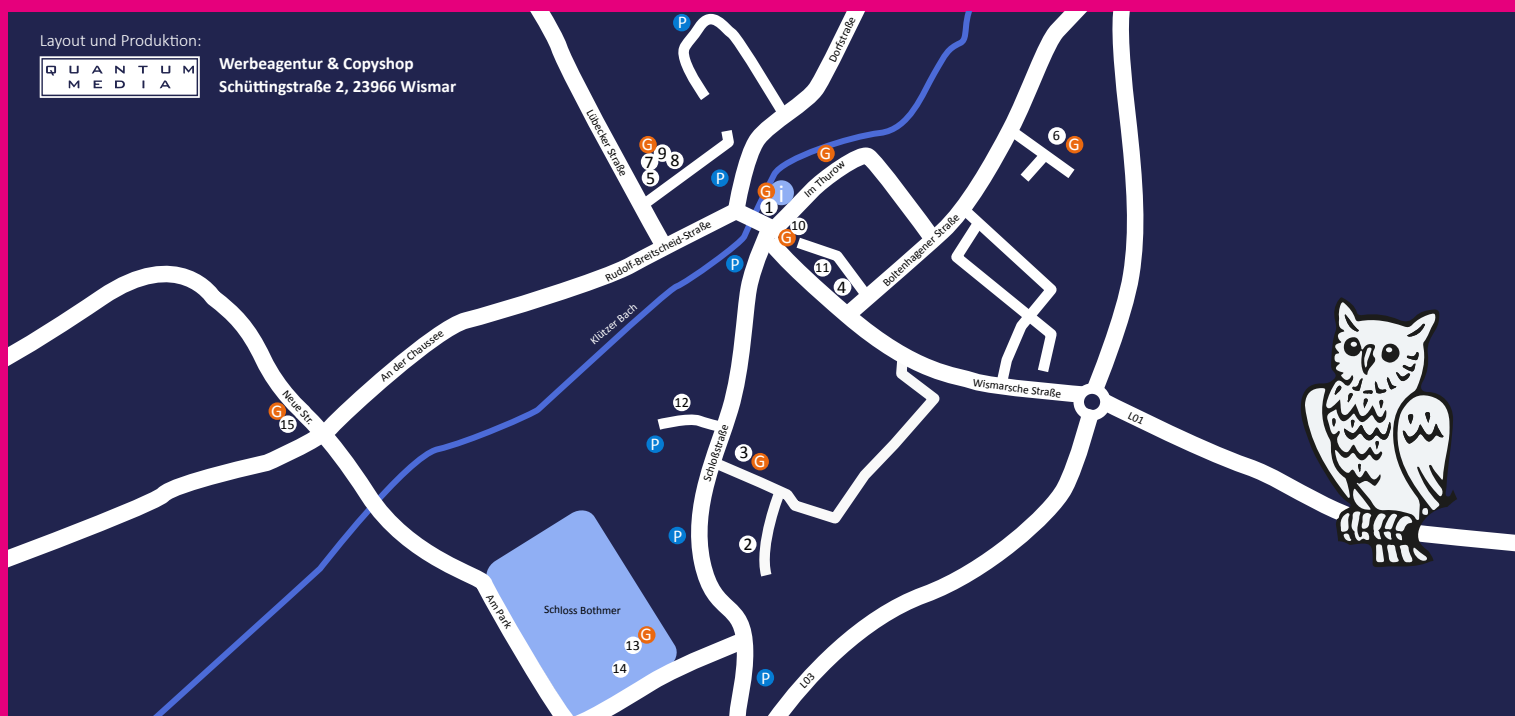 Layout und Produktion:
QUANTUM
MEDIA
Werbeagentur & Copyshop
Schüttingstraße 2, 23966 Wismar
P
Dorfstraße
Lübecker Straße
G
9
7
8
5
P
G
Im Thurow
6
G
G
i
1
10
G
Rudolf-Breitscheid-Straße
P
11
4
Boltenhagener Straße
Klützer Bach
An der Chaussee
Neue Str.
G
15
Wismarsche Straße
L01
12
P
Schloßstraße
3
G
P
2
Schloss Bothmer
Am Park
G
13
14
P
L03